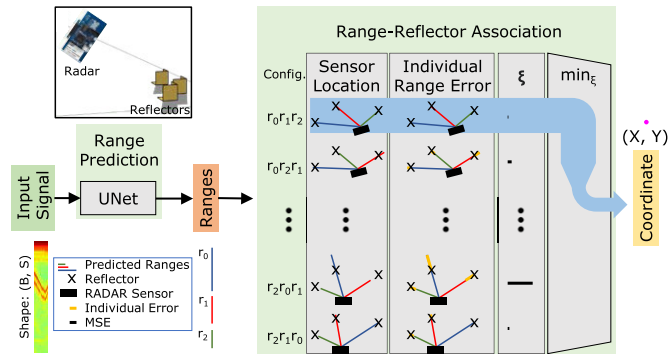 Radar
Reflectors
Range
Prediction
Input
Signal
UNet
Ranges
Shape: (B, S)
Predicted Ranges
X Reflector
RADAR Sensor
Individual Error
MSE
r0
r1
r2
Range-Reflector Association
Config.
Sensor
Location
Individual
Range Error
ξ
minξ
r0r1r2
r0r2r1
r2r0r1
r2r1r0
(X, Y)
Coordinate